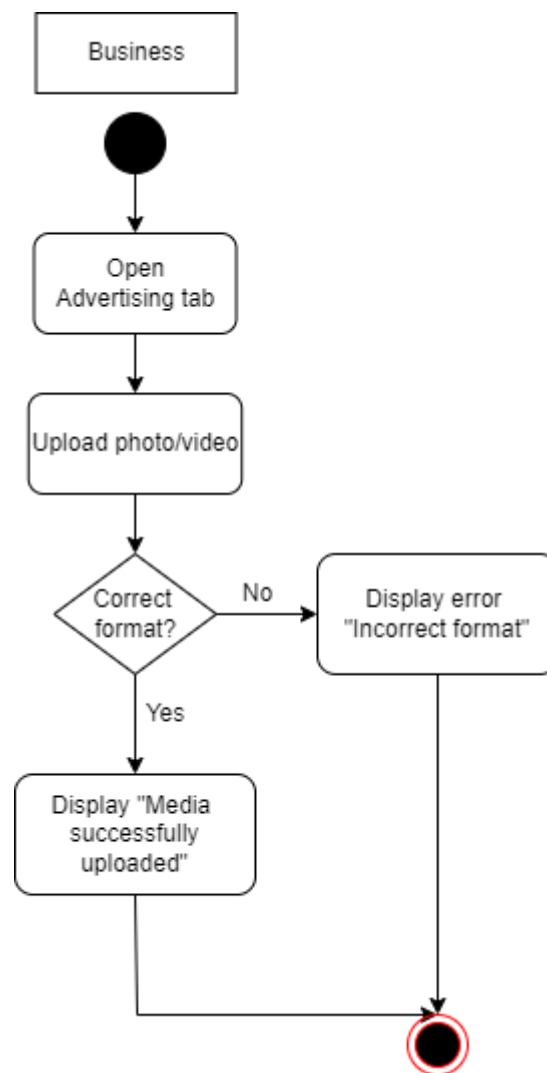 Business
Open
Advertising tab
Upload photo/video
Correct
format?
No
Display error
"Incorrect format"
Yes
Display "Media
successfully
uploaded"